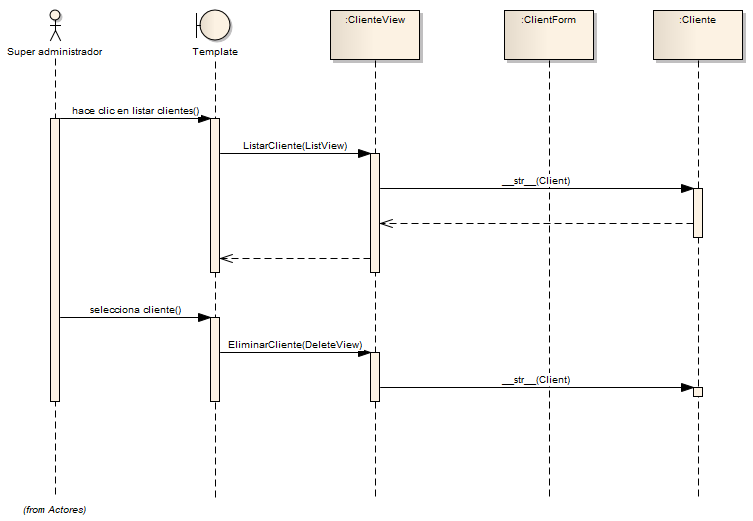 :ClienteView
:ClientForm
:Cliente
Super administrador
Template
hace clic en listar clientes()
ListarCliente(ListView)
__str__(Client)
selecciona cliente()
EliminarCliente(DeleteView)
__str__(Client)
(from Actores)